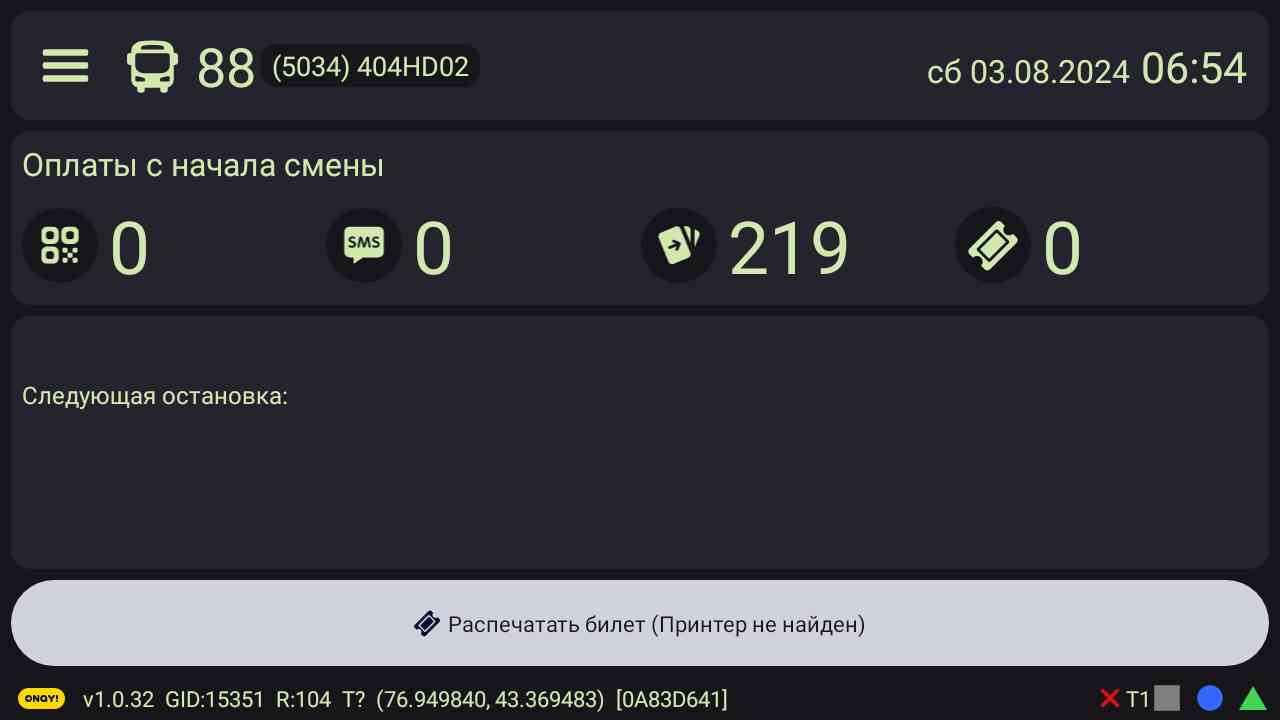 88 (5034) 404HD02 сб 03.08.2024 06:54
Оплаты с начала смены
0 SMS 0 219 0
Следующая остановка:
Распечатать билет (Принтер не найден)
ONAY! v1.0.32 GID:15351 R:104 T? (76.949840, 43.369483) [0A83D641] T1